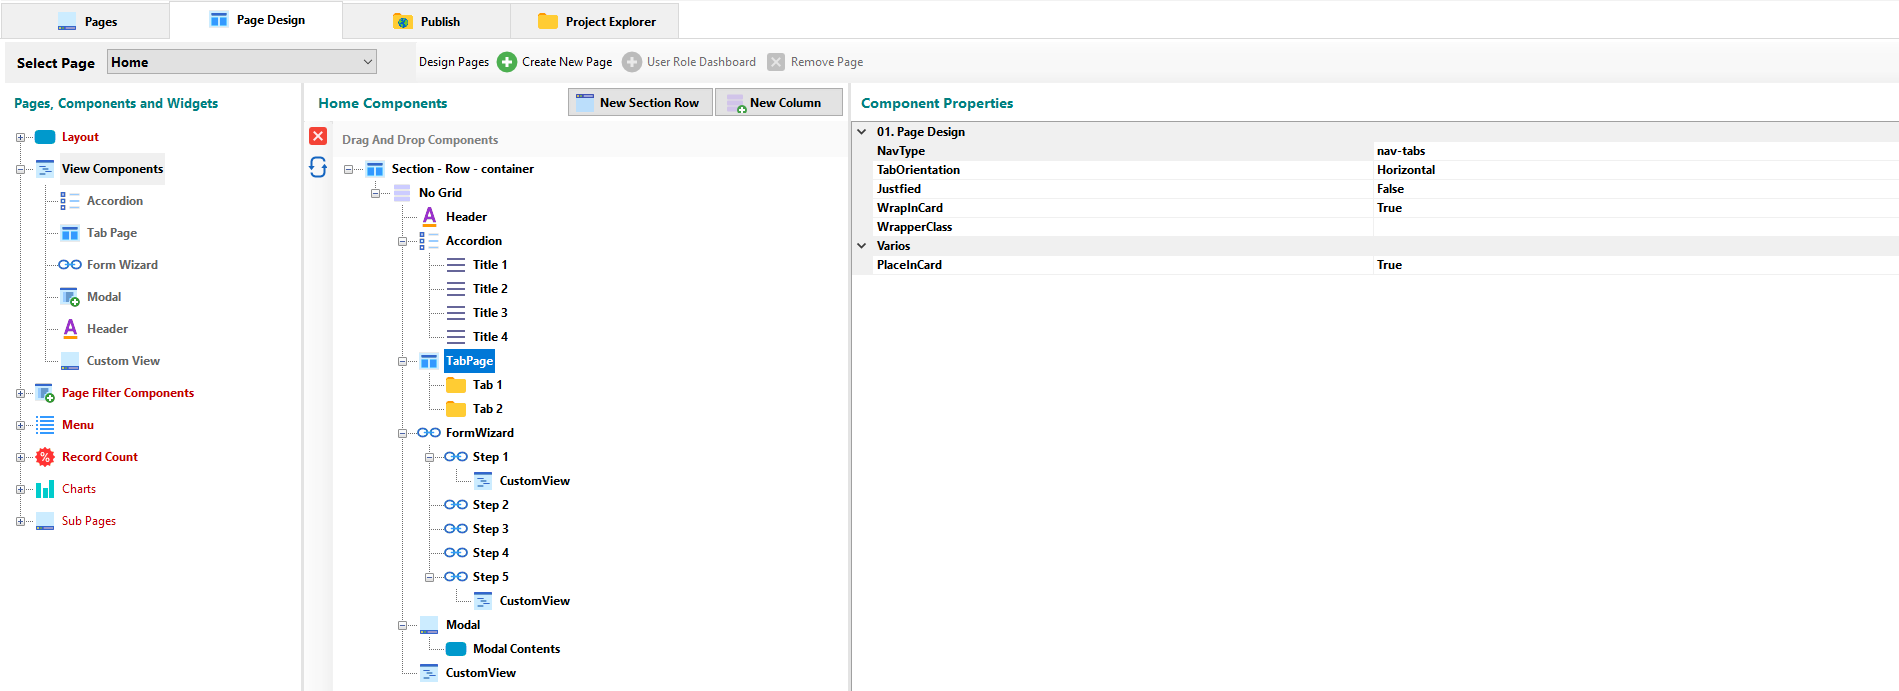 Pages
Page Design
Publish
Project Explorer
Select Page
Home
Design Pages
Create New Page
User Role Dashboard
Remove Page
Pages, Components and Widgets
Layout
View Components
Accordion
Tab Page
Form Wizard
Modal
Header
Custom View
Page Filter Components
Menu
Record Count
Charts
Sub Pages
Home Components
New Section Row
New Column
Drag And Drop Components
Section - Row - container
No Grid
Header
Accordion
Title 1
Title 2
Title 3
Title 4
TabPage
Tab 1
Tab 2
FormWizard
Step 1
CustomView
Step 2
Step 3
Step 4
Step 5
CustomView
Modal
Modal Contents
CustomView
Component Properties
01. Page Design
NavType nav-tabs
TabOrientation Horizontal
Justfied False
WrapInCard True
WrapperClass
Varios
PlaceInCard True